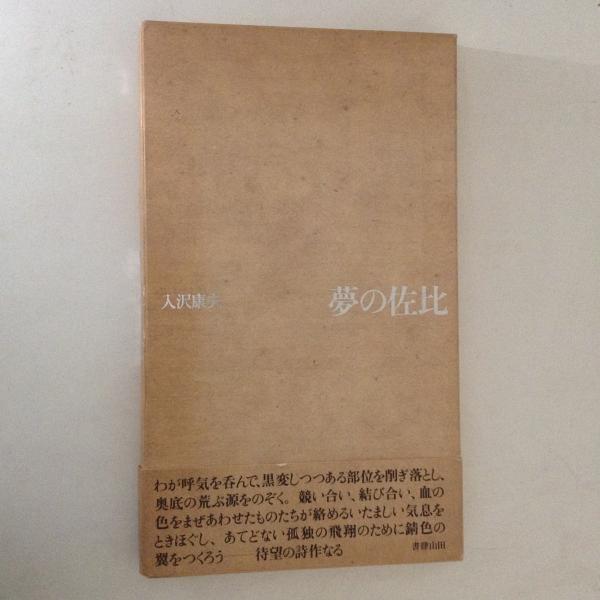 入沢康夫
夢の佐比
わが呼気を呑んで、黒変しつつある部位を削ぎ落とし、
奥底の荒ぶ源をのぞく。競い合い、結び合い、血の
色をまぜあわせたものたちが絡めるいたましい気息を
ときほぐし、あてどない孤独の飛翔のために錆色の
翼をつくろう――待望の詩作なる
書肆山田